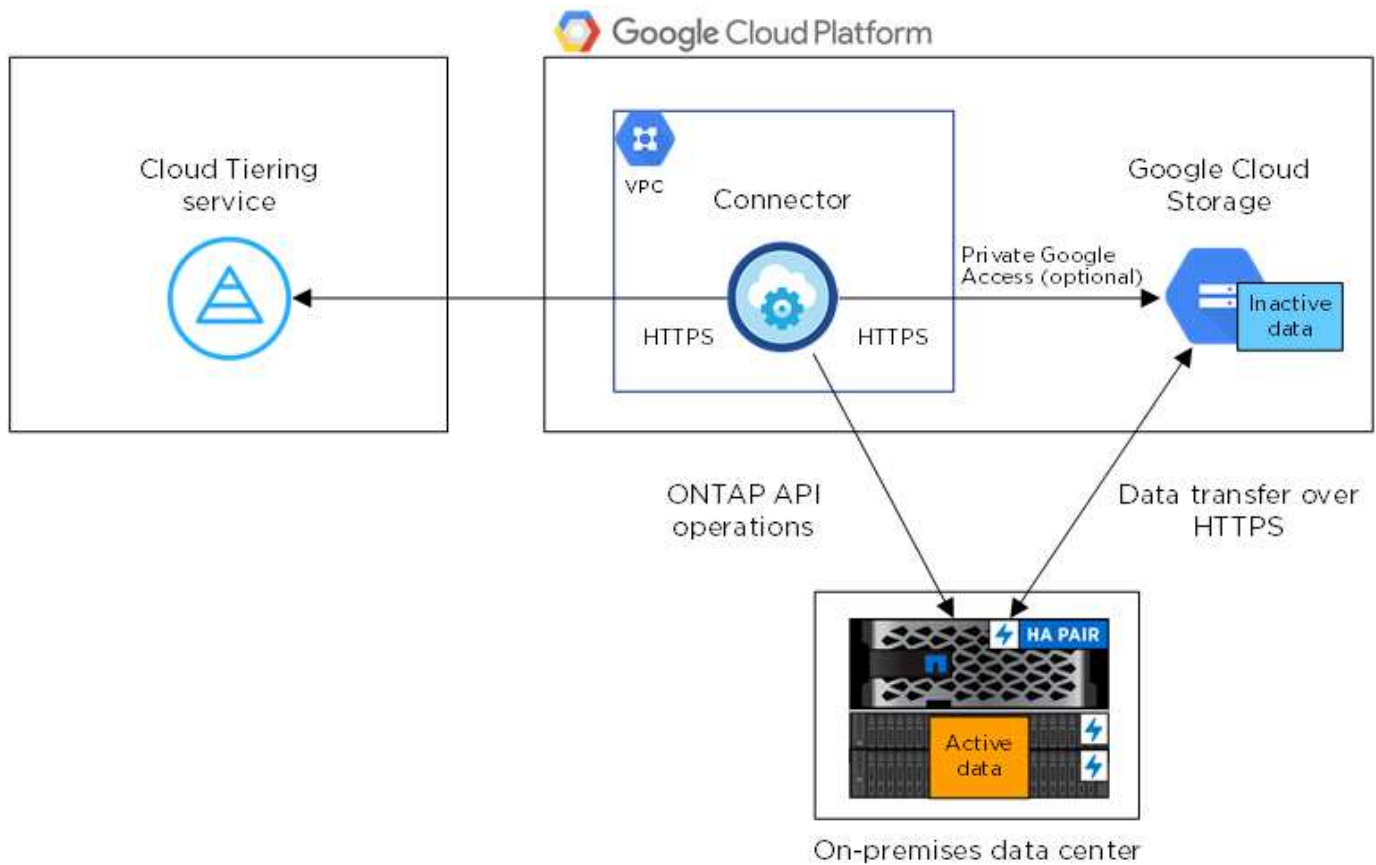 Google Cloud Platform
Cloud Tiering
service
VPC
Connector
Google Cloud
Storage
Private Google
Access (optional)
HTTPS
HTTPS
Inactive
data
ONTAP API
operations
Data transfer over
HTTPS
HA PAIR
Active
data
On-premises data center